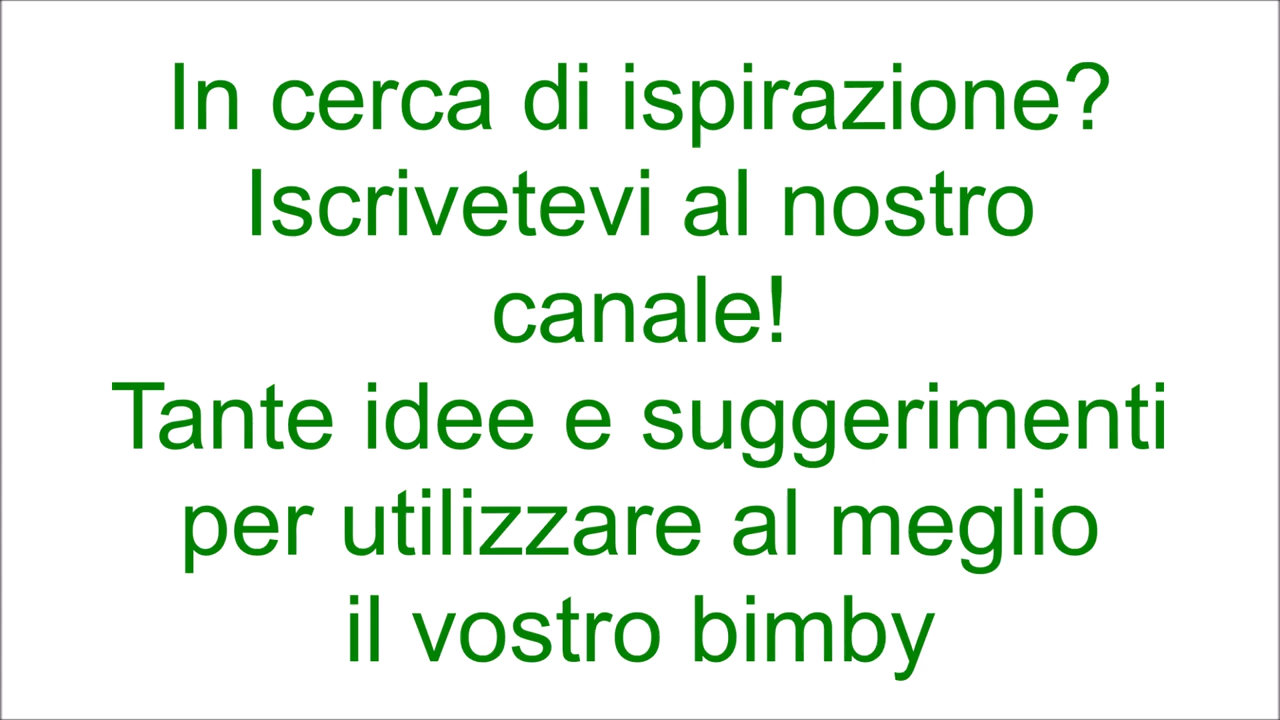 In cerca di ispirazione?
Iscrivetevi al nostro
canale!
Tante idee e suggerimenti
per utilizzare al meglio
il vostro bimby